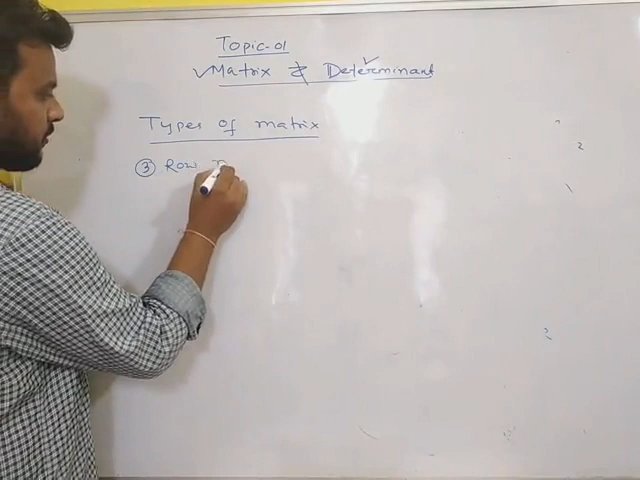 Topic-01
✓Matrix & Determinant
Types of matrix
③ Row